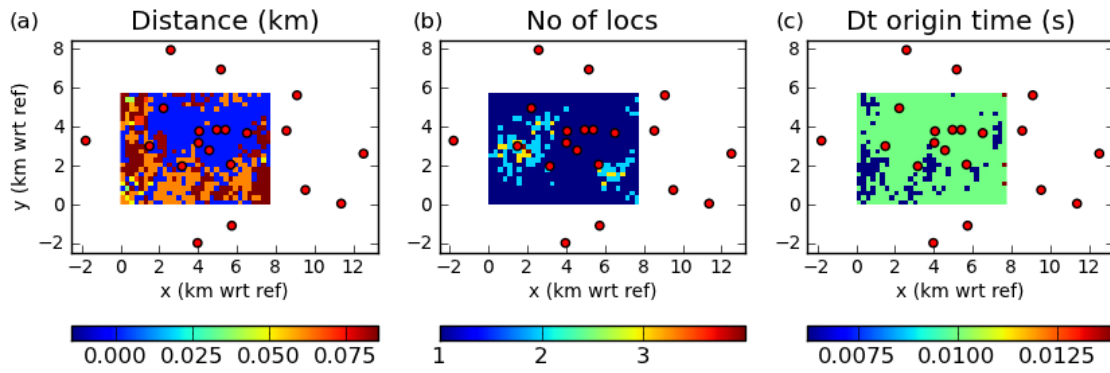 (a) Distance (km) (b) No of locs (c) Dt origin time (s)
8 8 8
6 6 6
4 4 4
2 2 2
0 0 0
−2 −2 −2
y (km wrt ref)
−2 0 2 4 6 8 10 12 −2 0 2 4 6 8 10 12 −2 0 2 4 6 8 10 12
x (km wrt ref) x (km wrt ref) x (km wrt ref)
0.000 0.025 0.050 0.075 1 2 3 0.0075 0.0100 0.0125